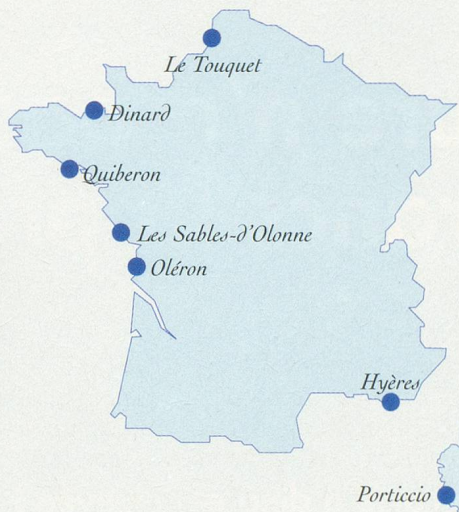 Le Touquet
Dinard
Quiberon
Les Sables-d'Olonne
Oléron
Hyères
Porticcio